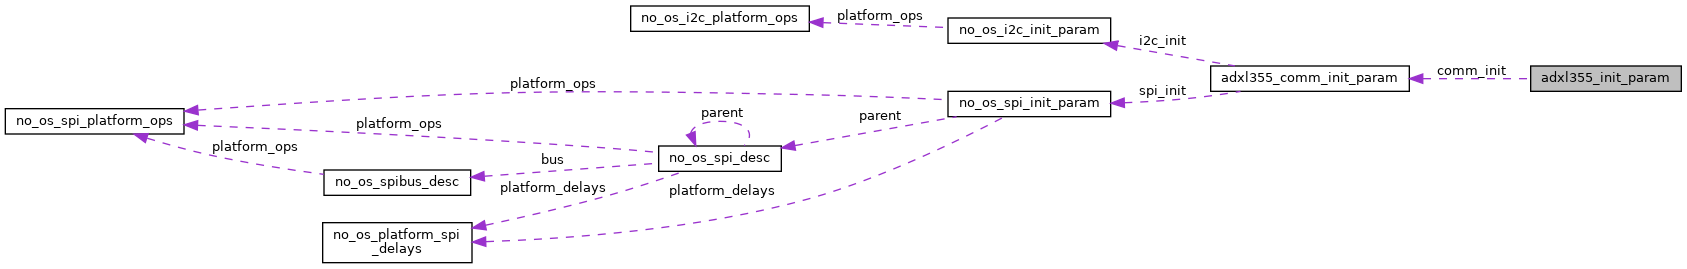 no_os_i2c_platform_ops
platform_ops
no_os_i2c_init_param
i2c_init
adxl355_comm_init_param
comm_init
adxl355_init_param
spi_init
platform_ops
no_os_spi_init_param
no_os_spi_platform_ops
platform_ops
parent
parent
no_os_spi_desc
platform_ops
bus
no_os_spibus_desc
platform_delays
platform_delays
no_os_platform_spi
_delays